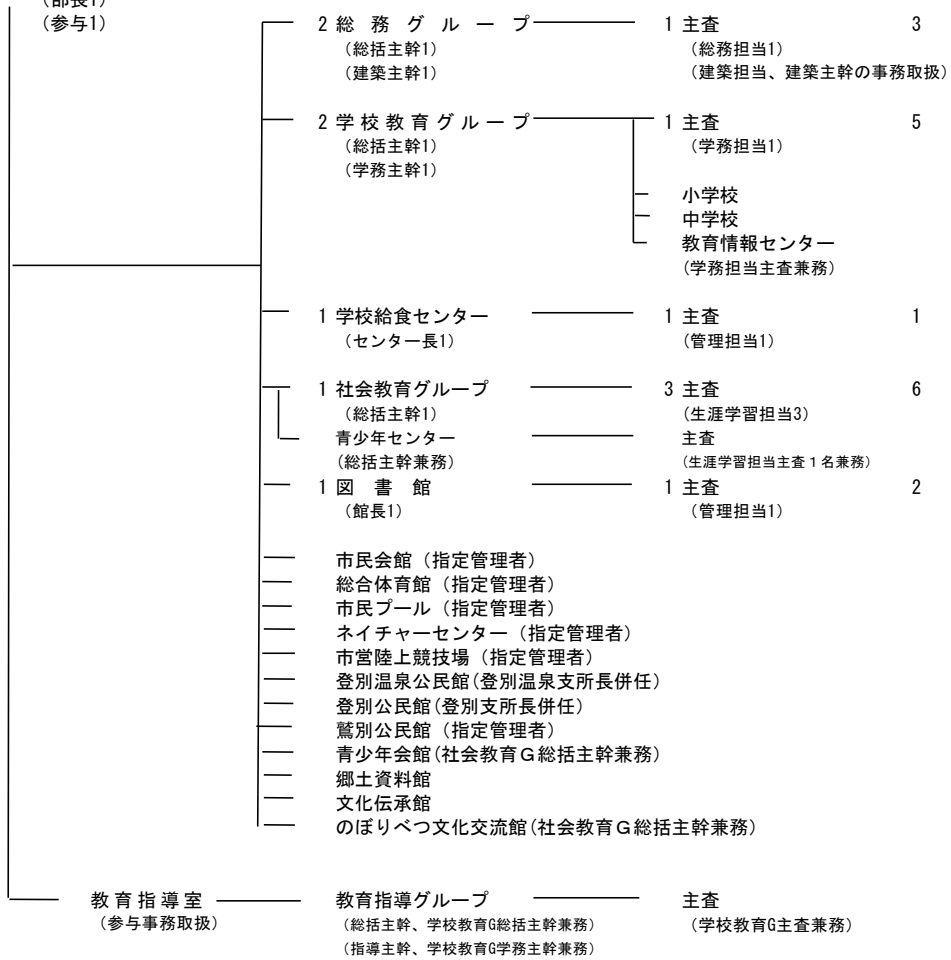 (部長1)
(参与1)
2 総務グループ 1 主査 3
(総括主幹1) (総務担当1)
(建築主幹1) (建築担当、建築主幹の事務取扱)
2 学校教育グループ 1 主査 5
(総括主幹1) (学務担当1)
(学務主幹1)
小学校
中学校
教育情報センター
(学務担当主査兼務)
1 学校給食センター 1 主査 1
(センター長1) (管理担当1)
1 社会教育グループ 3 主査 6
(総括主幹1) (生涯学習担当3)
青少年センター 主査
(総括主幹兼務) (生涯学習担当主査1名兼務)
1 図書館 1 主査 2
(館長1) (管理担当1)
市民会館(指定管理者)
総合体育館(指定管理者)
市民プール(指定管理者)
ネイチャーセンター(指定管理者)
市営陸上競技場(指定管理者)
登別温泉公民館(登別温泉支所長併任)
登別公民館(登別支所長併任)
鷲別公民館(指定管理者)
青少年会館(社会教育G総括主幹兼務)
郷土資料館
文化伝承館
のぼりべつ文化交流館(社会教育G総括主幹兼務)
教育指導室 教育指導グループ 主査
(参与事務取扱) (総括主幹、学校教育G総括主幹兼務) (学校教育G主査兼務)
(指導主幹、学校教育G学務主幹兼務)